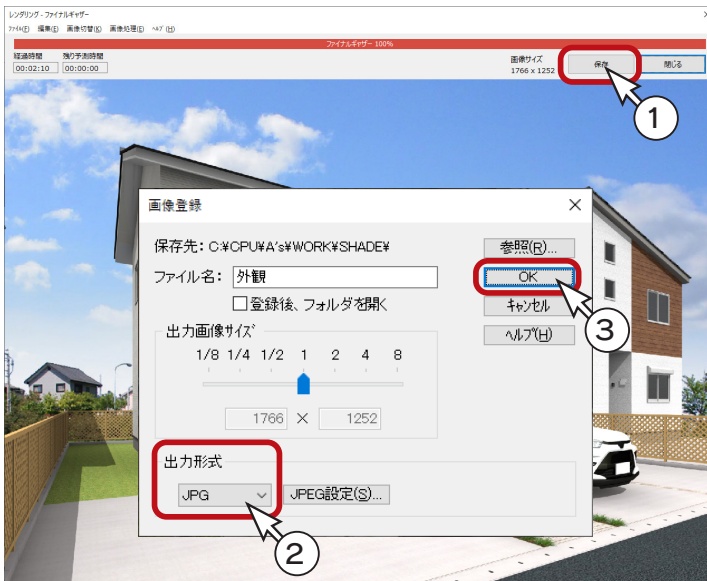 レンダリング - ファイナルギャザー
ファイル(F) 編集(E) 画像切替(K) 画像処理(E) ヘルプ(H)
ファイナルギャザー 100%
経過時間 残り予測時間
00:02:10 00:00:00
画像サイズ
1766 x 1252
保存
閉じる
1
画像登録
保存先: C:¥CPU¥A's¥WORK¥SHADE¥
参照(R)...
ファイル名: 外観
OK
登録後、フォルダを開く
キャンセル
3
出力画像サイズ
ヘルプ(H)
1/8 1/4 1/2 1 2 4 8
1766 × 1252
出力形式
JPG
JPEG設定(S)...
2